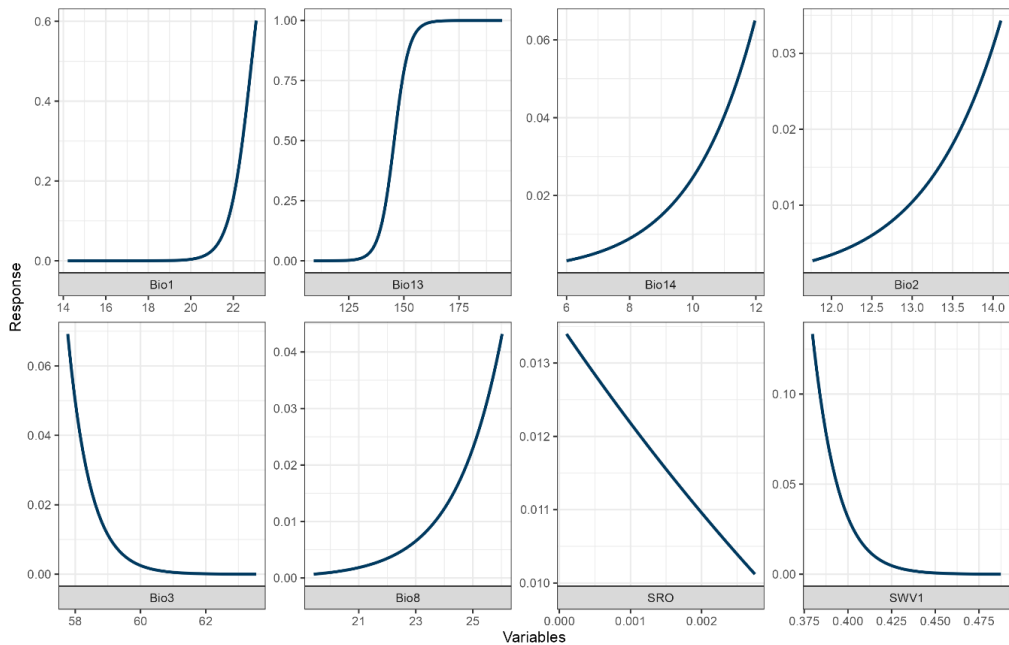 Response
0.6
0.4
0.2
0.0
Bio1
14 16 18 20 22
1.00
0.75
0.50
0.25
0.00
Bio13
125 150 175
0.06
0.04
0.02
Bio14
6 8 10 12
0.03
0.02
0.01
Bio2
12.0 12.5 13.0 13.5 14.0
0.06
0.04
0.02
0.00
Bio3
58 60 62
0.04
0.03
0.02
0.01
0.00
Bio8
21 23 25
0.013
0.012
0.011
0.010
SRO
0.000 0.001 0.002
0.10
0.05
0.00
SWV1
0.375 0.400 0.425 0.450 0.475
Variables